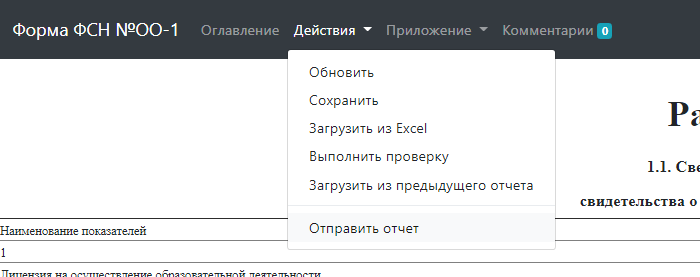 Форма ФСН №ОО-1 Оглавление Действия Приложение Комментарии 0
Обновить
Сохранить
Загрузить из Excel
Выполнить проверку
Загрузить из предыдущего отчета
Отправить отчет
1.1.
свидетельства о
Наименование показателей
1
Лицензия на осуществление образовательной деятельности